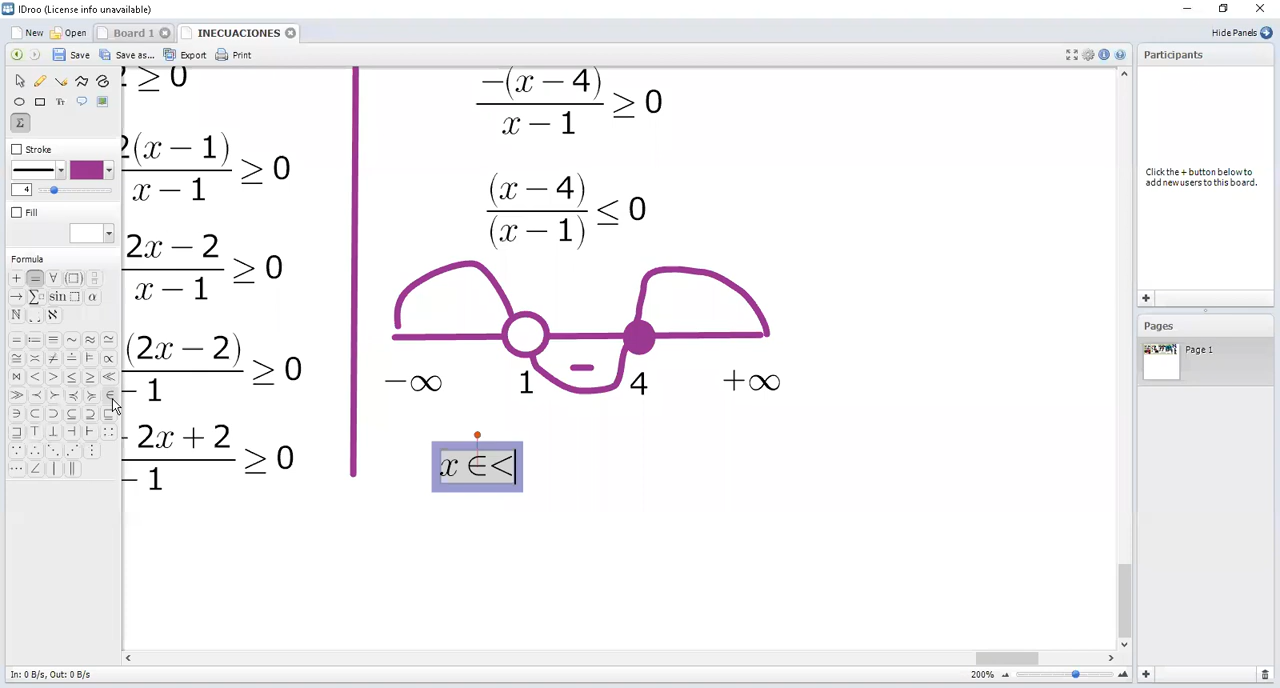 IDroo (License info unavailable)
New Open Board 1 INECUACIONES Hide Panels
Save Save as... Export Print
Stroke
4
Fill
Formula
sin
α
ℕ ℵ
≥ 0
2(x − 1)
x − 1
≥ 0
2x − 2
x − 1
≥ 0
(2x − 2)
− 1
≥ 0
2x + 2
− 1
≥ 0
−(x − 4)
x − 1
≥ 0
(x − 4)
(x − 1)
≤ 0
−
−∞ 1 4 +∞
x ∈<
Participants
Click the + button below to
add new users to this board.
Pages
Page 1
In: 0 B/s, Out: 0 B/s
200%